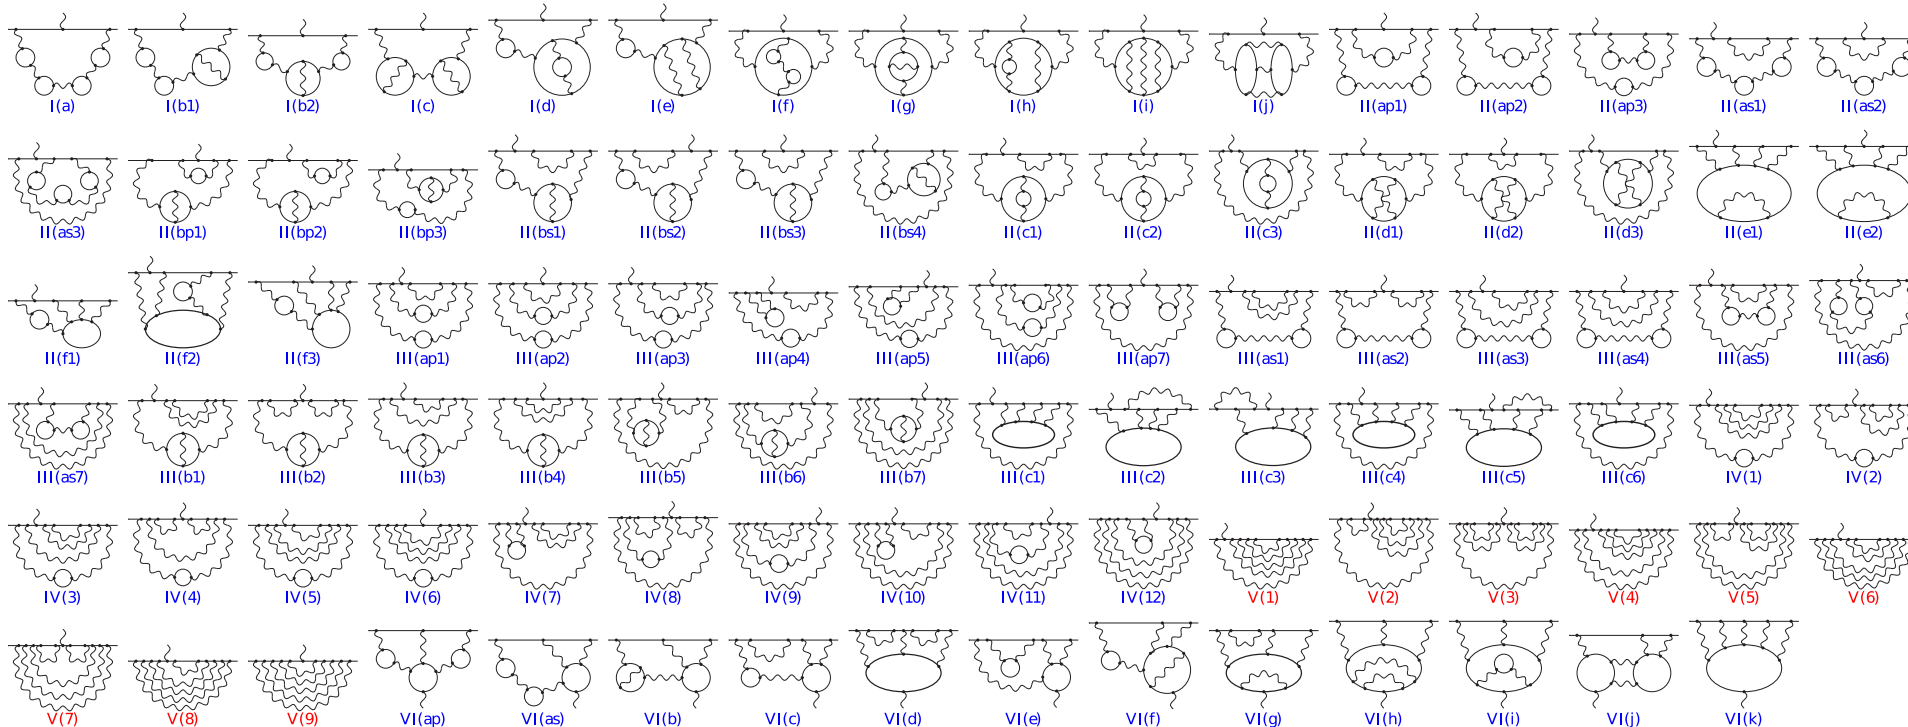 I(a) I(b1) I(b2) I(c) I(d) I(e) I(f) I(g) I(h) I(i) I(j) II(ap1) II(ap2) II(ap3) II(as1) II(as2)
II(as3) II(bp1) II(bp2) II(bp3) II(bs1) II(bs2) II(bs3) II(bs4) II(c1) II(c2) II(c3) II(d1) II(d2) II(d3) II(e1) II(e2)
II(f1) II(f2) II(f3) III(ap1) III(ap2) III(ap3) III(ap4) III(ap5) III(ap6) III(ap7) III(as1) III(as2) III(as3) III(as4) III(as5) III(as6)
III(as7) III(b1) III(b2) III(b3) III(b4) III(b5) III(b6) III(b7) III(c1) III(c2) III(c3) III(c4) III(c5) III(c6) IV(1) IV(2)
IV(3) IV(4) IV(5) IV(6) IV(7) IV(8) IV(9) IV(10) IV(11) IV(12) V(1) V(2) V(3) V(4) V(5) V(6)
V(7) V(8) V(9) VI(ap) VI(as) VI(b) VI(c) VI(d) VI(e) VI(f) VI(g) VI(h) VI(i) VI(j) VI(k)